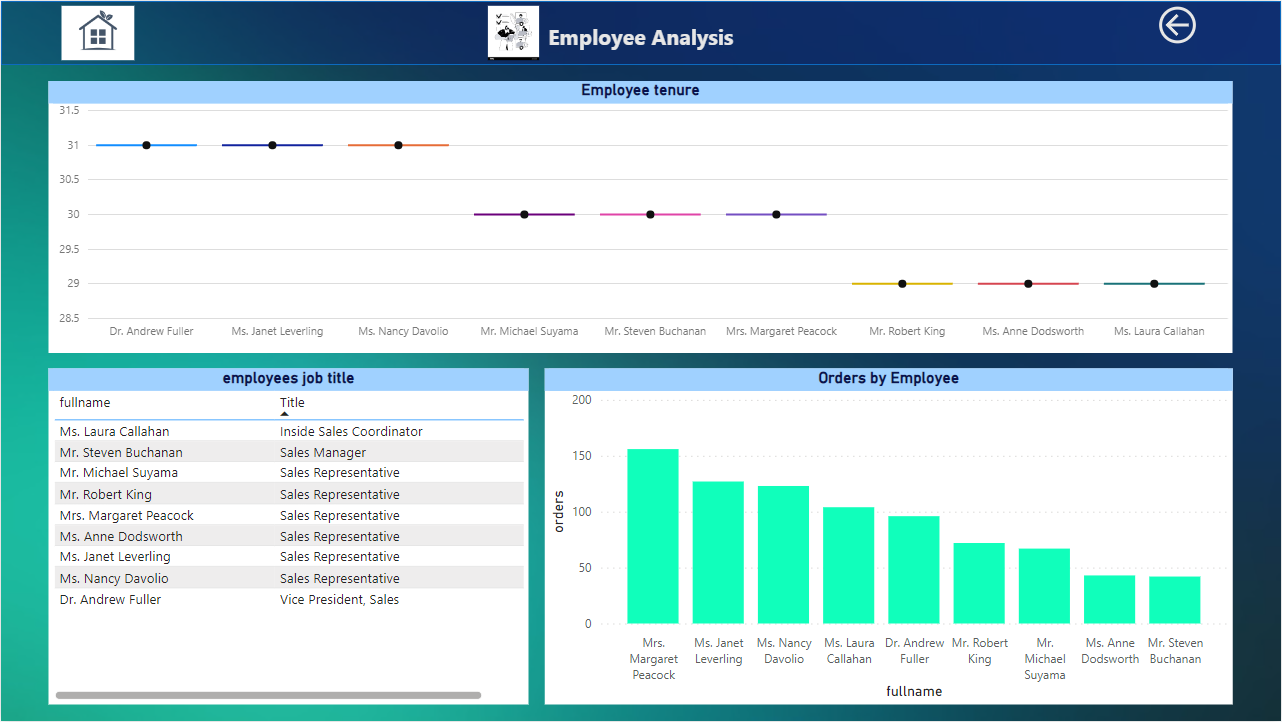 Employee Analysis
Employee tenure
31.5
31
30.5
30
29.5
29
28.5
Dr. Andrew Fuller Ms. Janet Leverling Ms. Nancy Davolio Mr. Michael Suyama Mr. Steven Buchanan Mrs. Margaret Peacock Mr. Robert King Ms. Anne Dodsworth Ms. Laura Callahan
employees job title
fullname Title
Ms. Laura Callahan Inside Sales Coordinator
Mr. Steven Buchanan Sales Manager
Mr. Michael Suyama Sales Representative
Mr. Robert King Sales Representative
Mrs. Margaret Peacock Sales Representative
Ms. Anne Dodsworth Sales Representative
Ms. Janet Leverling Sales Representative
Ms. Nancy Davolio Sales Representative
Dr. Andrew Fuller Vice President, Sales
Orders by Employee
200
150
100
50
0
orders
Mrs. Ms. Janet Ms. Nancy Ms. Laura Dr. Andrew Mr. Robert Mr. Ms. Anne Mr. Steven
Margaret Leverling Davolio Callahan Fuller King Michael Dodsworth Buchanan
Peacock Suyama
fullname